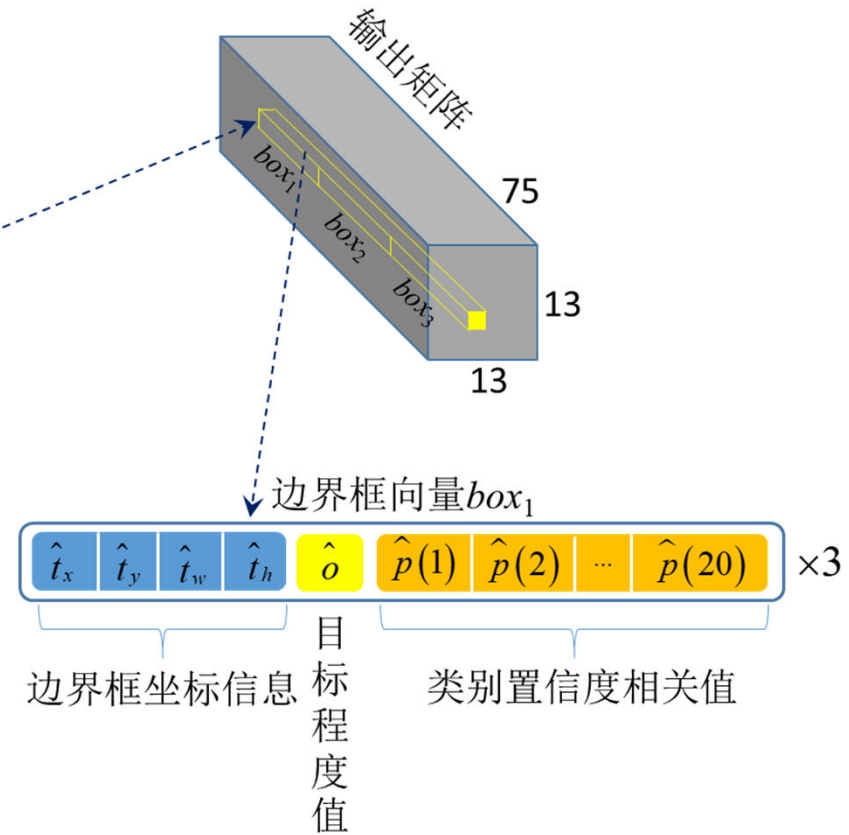 输出矩阵
75
box₁
box₂
box₃
13
13
边界框向量box₁
t̂ₓ t̂ᵧ t̂w t̂ₕ ô p̂(1) p̂(2) ... p̂(20) ×3
边界框坐标信息
目标程度值
类别置信度相关值